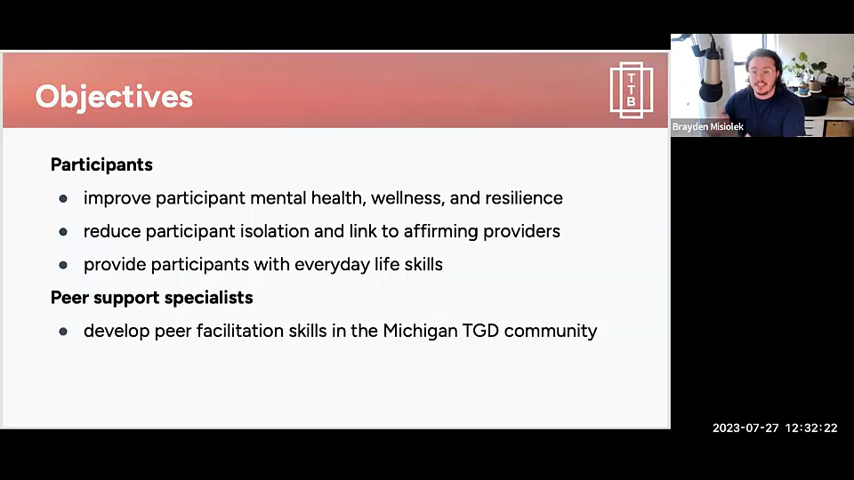 Objectives
TTB
Participants
improve participant mental health, wellness, and resilience
reduce participant isolation and link to affirming providers
provide participants with everyday life skills
Peer support specialists
develop peer facilitation skills in the Michigan TGD community
Brayden Misiolek
2023-07-27 12:32:22